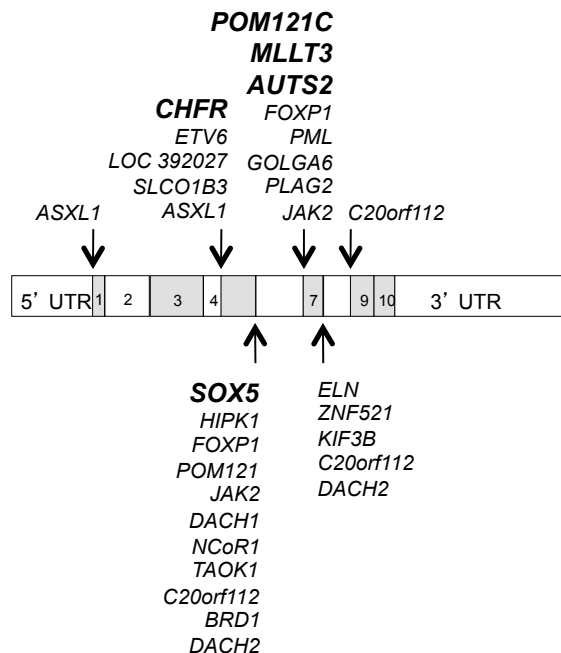 POM121C
MLLT3
AUTS2
FOXP1
PML
GOLGA6
PLAG2
JAK2
CHFR
ETV6
LOC 392027
SLCO1B3
ASXL1
ASXL1
C20orf112
5' UTR 1 2 3 4 7 9 10 3' UTR
SOX5
HIPK1
FOXP1
POM121
JAK2
DACH1
NCoR1
TAOK1
C20orf112
BRD1
DACH2
ELN
ZNF521
KIF3B
C20orf112
DACH2